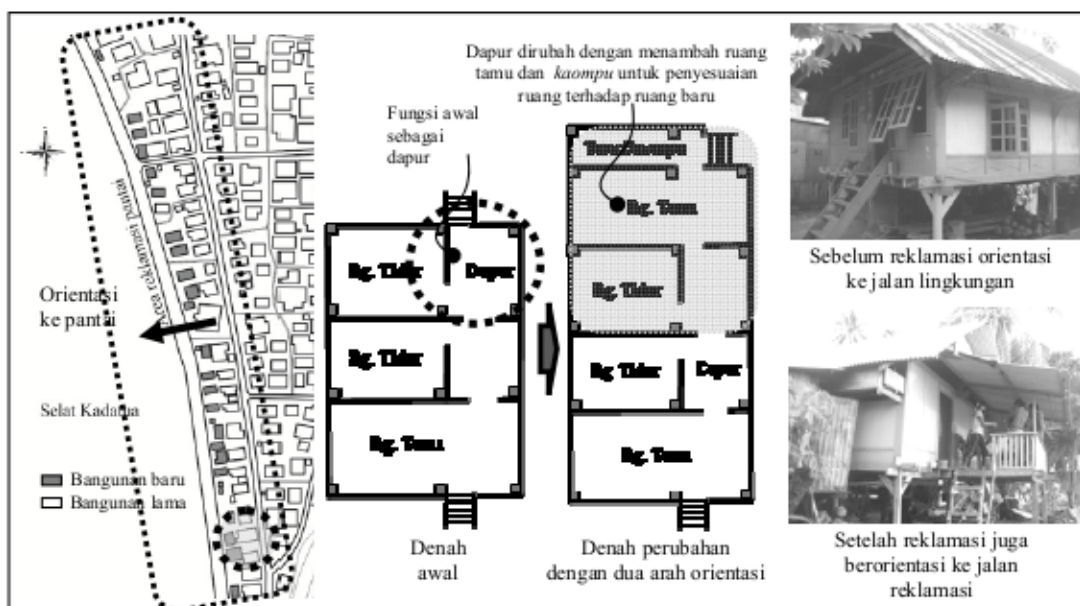 Area reklamasi pantai
Orientasi
ke pantai
Selat Kadatua
Bangunan baru
Bangunan lama
Dapur dirubah dengan menambah ruang
tamu dan kaompu untuk penyesuaian
ruang terhadap ruang baru
Fungsi awal
sebagai
dapur
Rg. Tidur
Dapur
Rg. Tidur
Rg. Tamu
Denah
awal
Rg. Tamu
Rg. Tidur
Rg. Tidur
Dapur
Rg. Tamu
Denah perubahan
dengan dua arah orientasi
Sebelum reklamasi orientasi
ke jalan lingkungan
Setelah reklamasi juga
berorientasi ke jalan
reklamasi